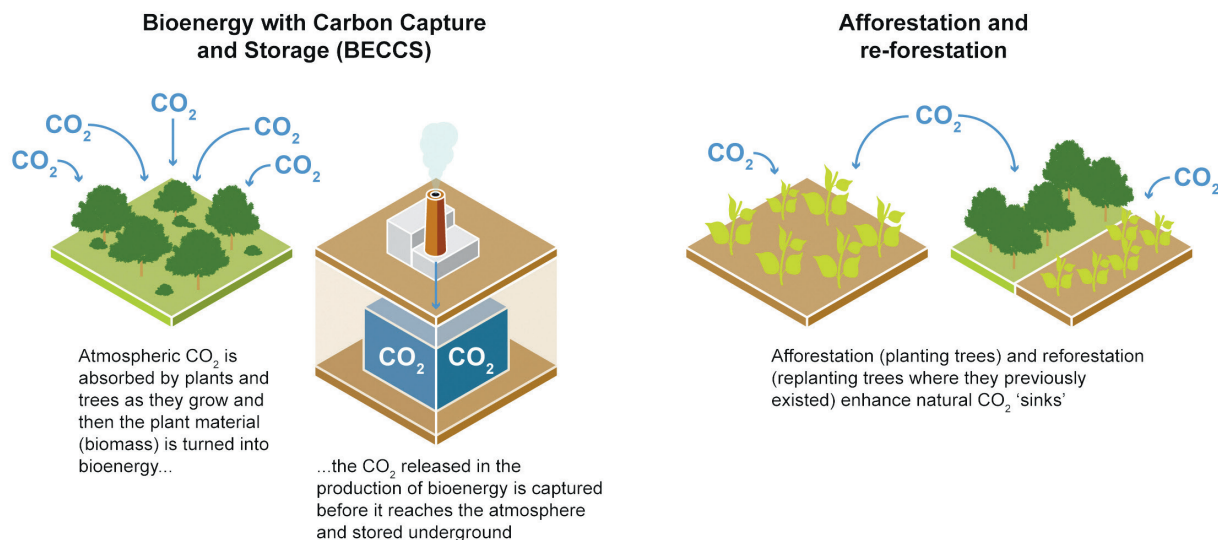 Bioenergy with Carbon Capture
and Storage (BECCS)
CO₂
CO₂
CO₂
CO₂
CO₂
Atmospheric CO₂ is
absorbed by plants and
trees as they grow and
then the plant material
(biomass) is turned into
bioenergy...
CO₂
CO₂
...the CO₂ released in the
production of bioenergy is captured
before it reaches the atmosphere
and stored underground
Afforestation and
re-forestation
CO₂
CO₂
CO₂
Afforestation (planting trees) and reforestation
(replanting trees where they previously
existed) enhance natural CO₂ ‘sinks’